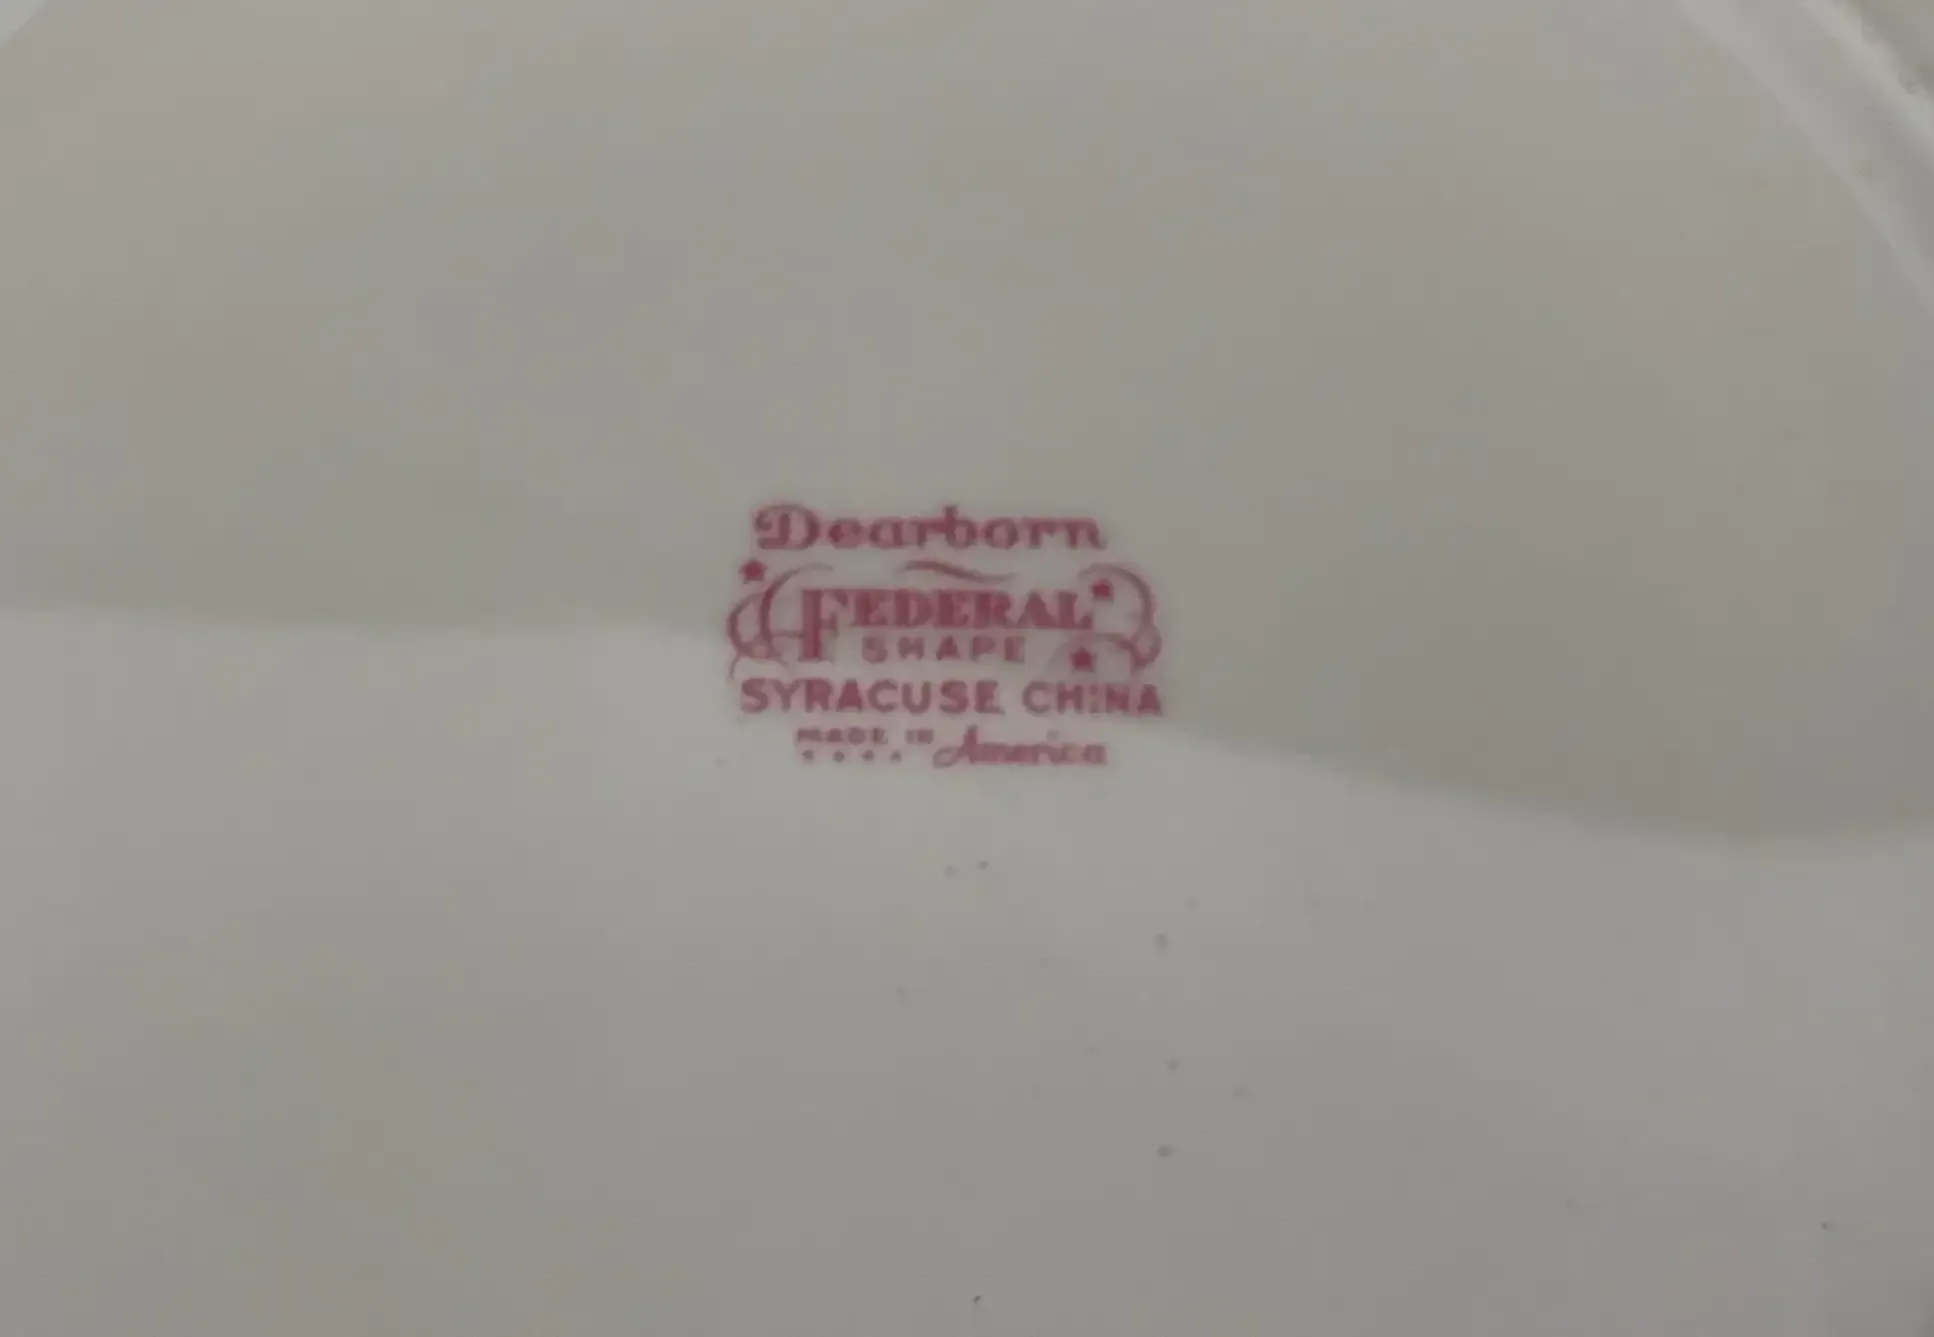 Dearborn
FEDERAL
SHAPE
SYRACUSE CHINA
MADE IN America